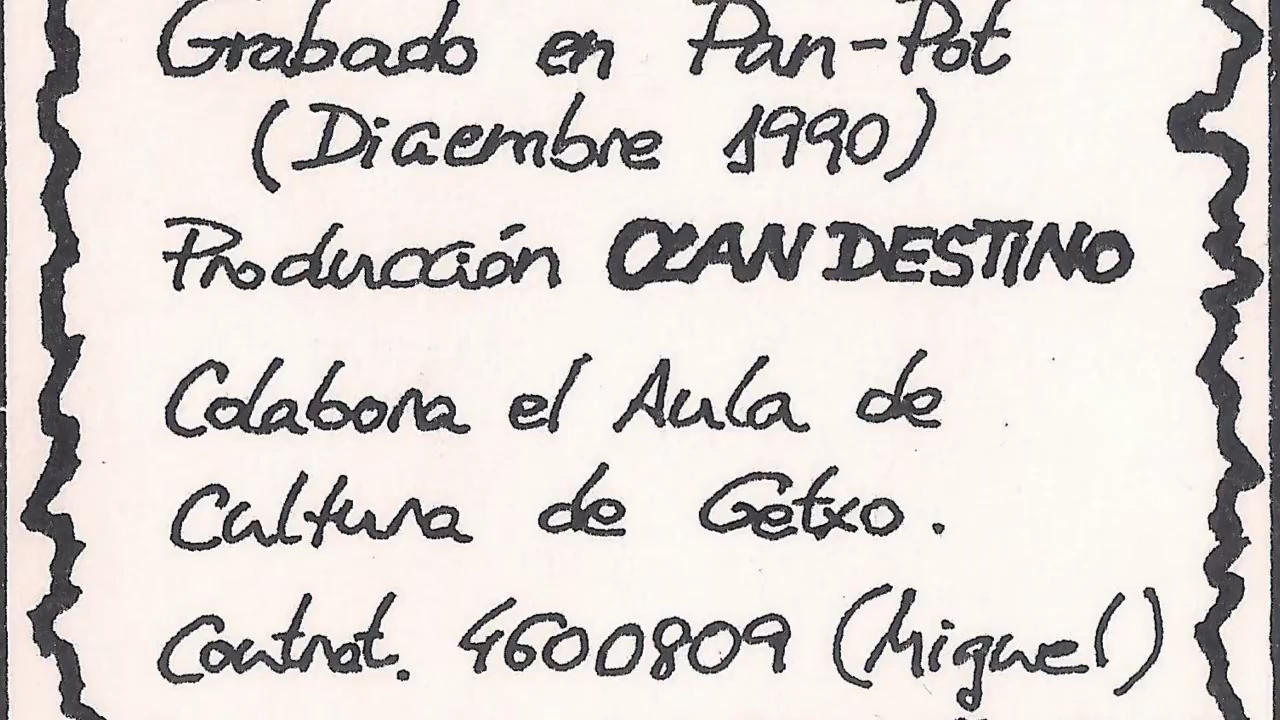 Grabado en Pan-Pot
(Diciembre 1990)
Producción CLANDESTINO
Colabora el Aula de
Cultura de Getxo.
Contrat. 4600809 (Miguel)